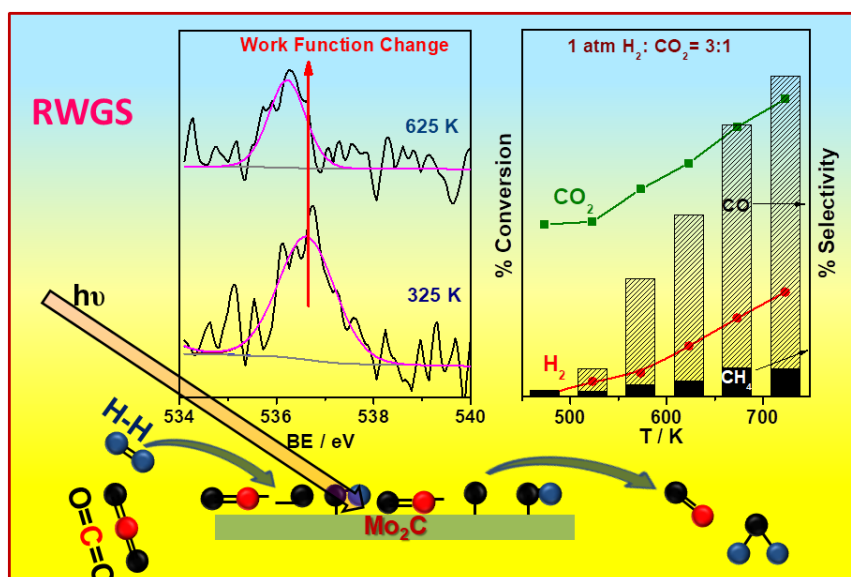 RWGS
Work Function Change
625 K
325 K
534 536 538 540
BE / eV
1 atm H₂: CO₂= 3:1
% Conversion
% Selectivity
CO₂
CO
H₂
CH₄
500 600 700
T / K
hυ
H-H
O=C=O
Mo₂C